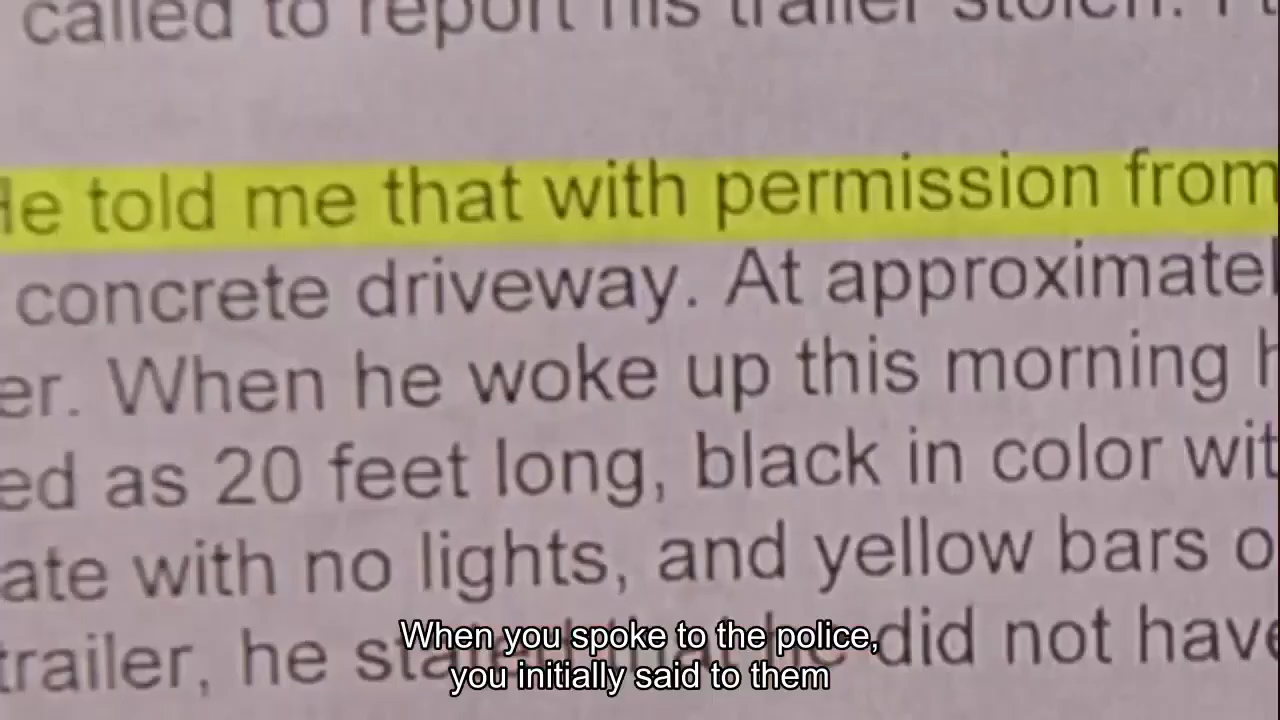 called to report his trailer stolen.
He told me that with permission from
concrete driveway. At approximatel
er. When he woke up this morning h
ed as 20 feet long, black in color wit
ate with no lights, and yellow bars o
trailer, he did not have
When you spoke to the police,
you initially said to them